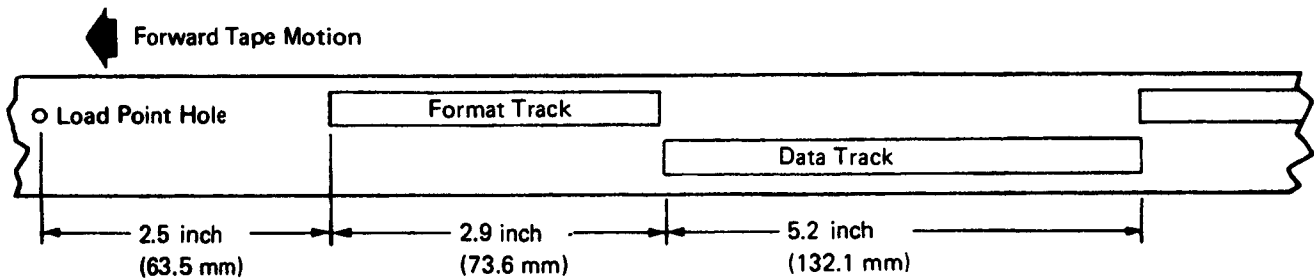 Forward Tape Motion
Load Point Hole
Format Track
Data Track
2.5 inch
(63.5 mm)
2.9 inch
(73.6 mm)
5.2 inch
(132.1 mm)